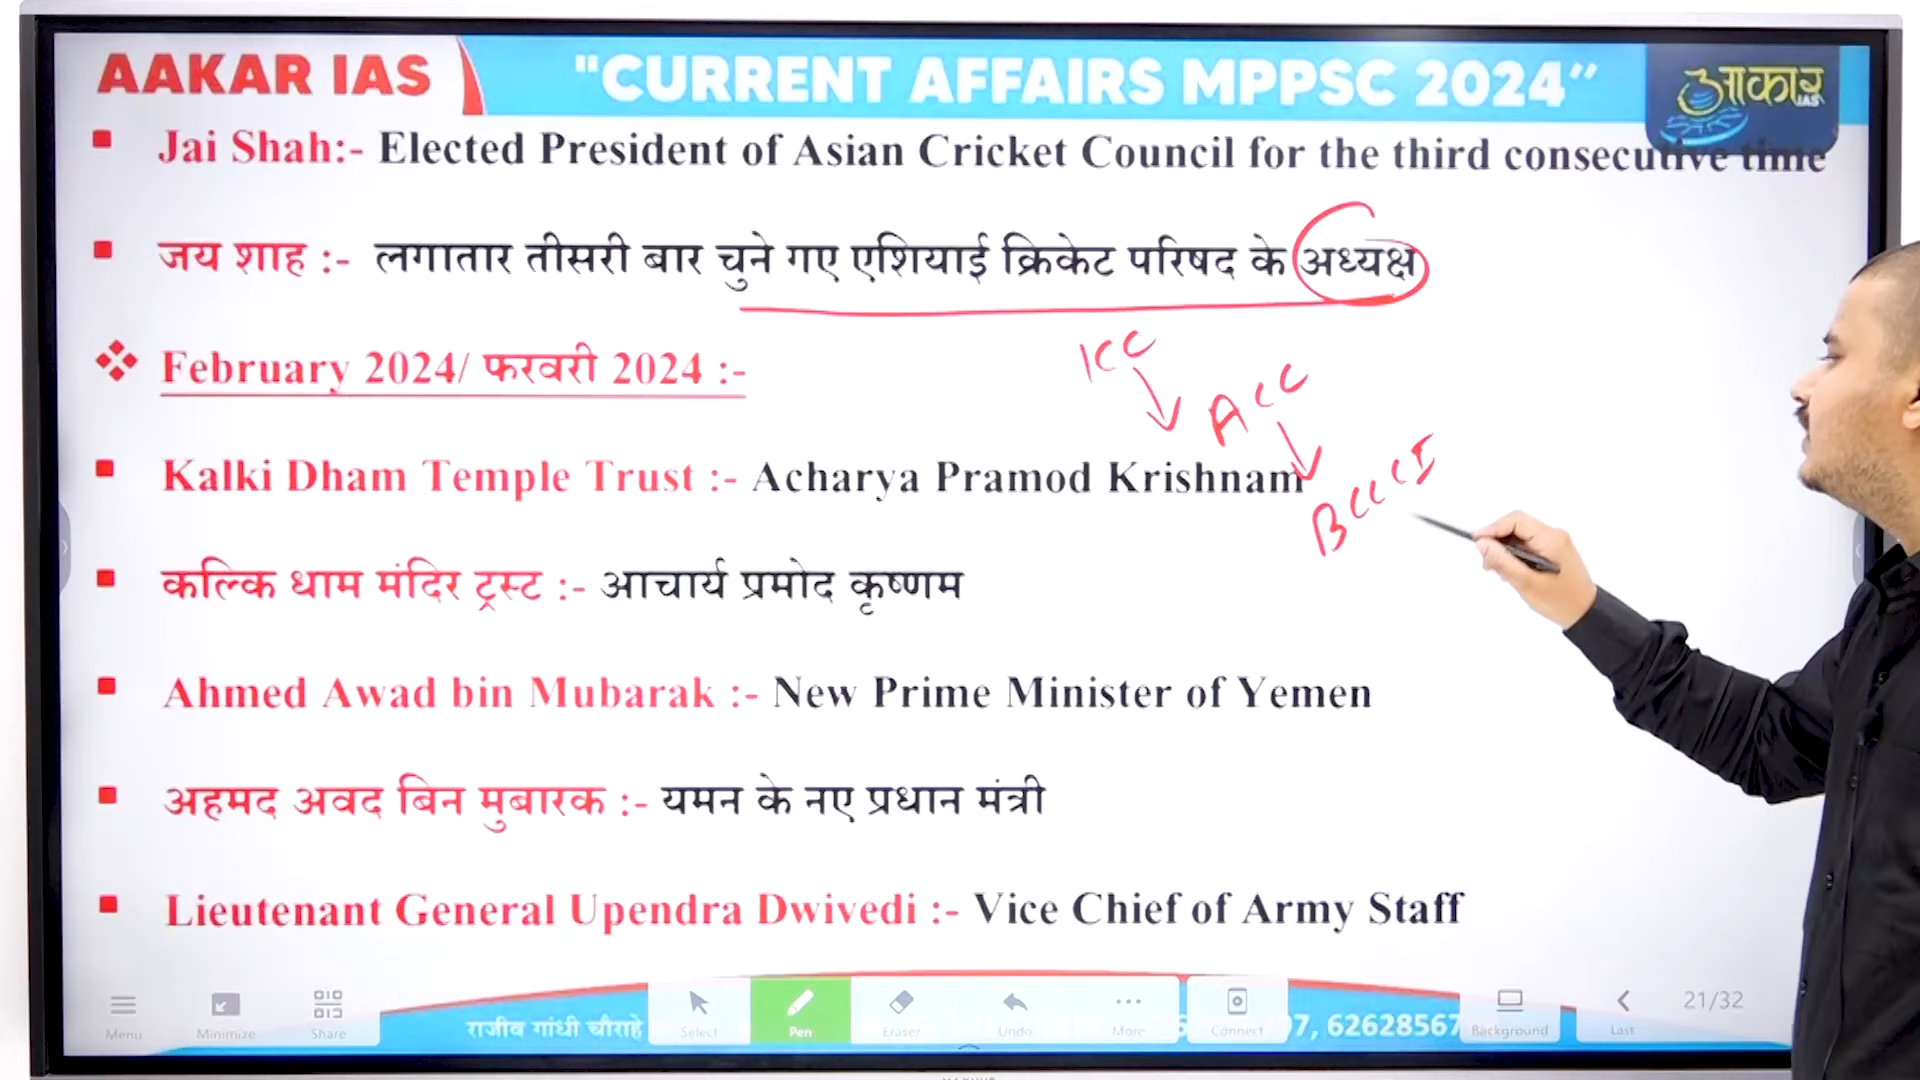 AAKAR IAS
"CURRENT AFFAIRS MPPSC 2024”
आकार
IAS
▪ Jai Shah:- Elected President of Asian Cricket Council for the third consecutive time
▪ जय शाह :- लगातार तीसरी बार चुने गए एशियाई क्रिकेट परिषद के अध्यक्ष
ICC
ACC
❖ February 2024/ फरवरी 2024 :-
▪ Kalki Dham Temple Trust :- Acharya Pramod Krishnam
▪ कल्कि धाम मंदिर ट्रस्ट :- आचार्य प्रमोद कृष्णम
▪ Ahmed Awad bin Mubarak :- New Prime Minister of Yemen
▪ अहमद अवद बिन मुबारक :- यमन के नए प्रधान मंत्री
▪ Lieutenant General Upendra Dwivedi :- Vice Chief of Army Staff
Menu Minimize Share Select Pen Eraser Undo More Connect Background Last 21/32
राजीव गांधी चौराहे 7, 6262856